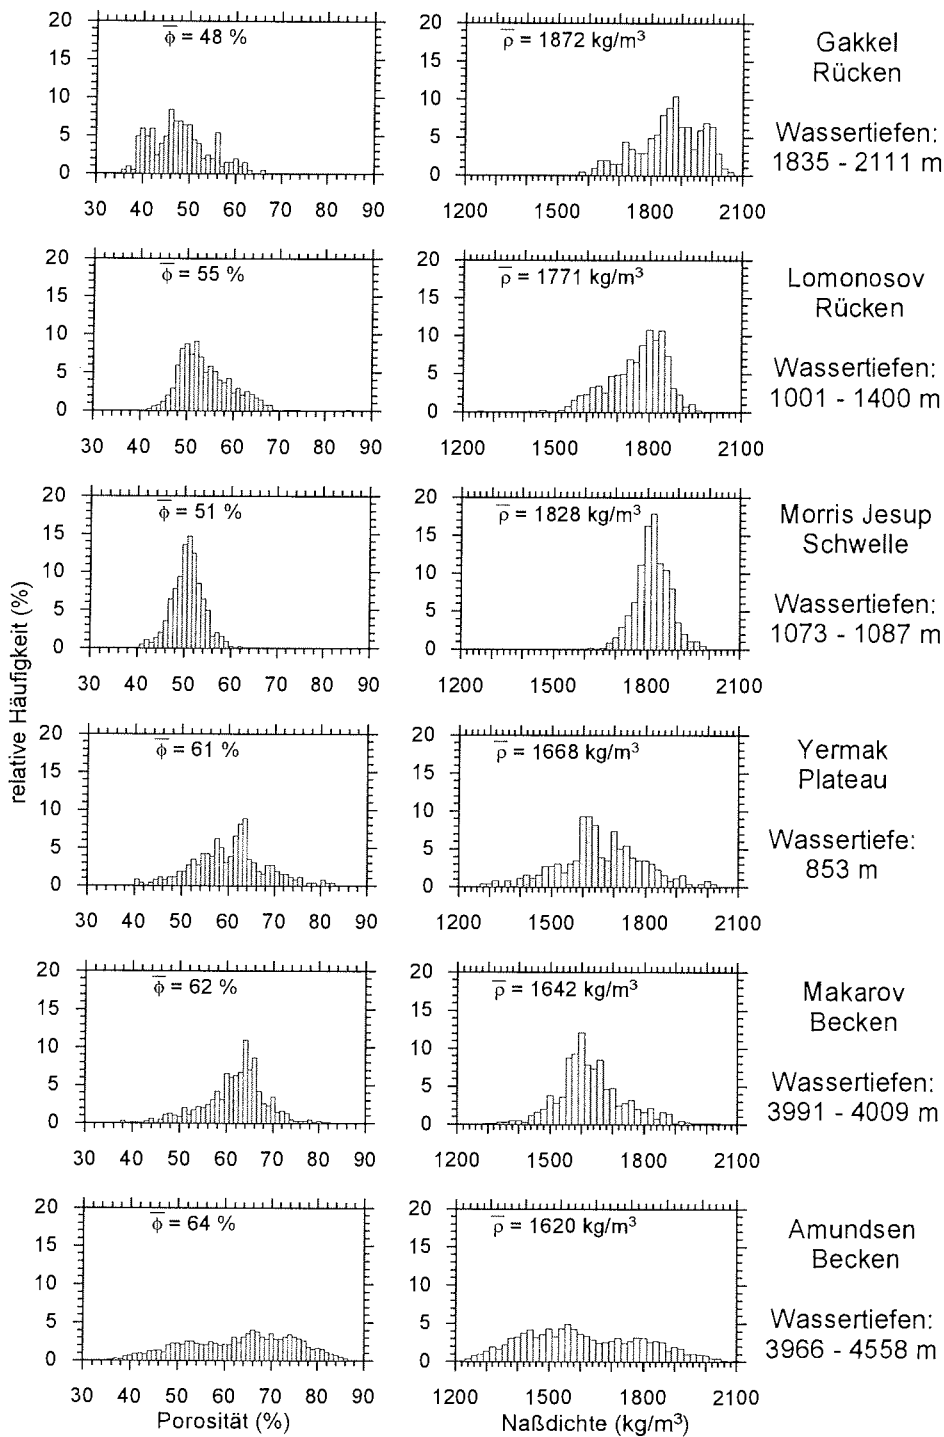 20
15
10
5
0
ϕ̅ = 48 %
30 40 50 60 70 80 90
20
15
10
5
0
ρ̅ = 1872 kg/m³
1200 1500 1800 2100
Gakkel
Rücken
Wassertiefen:
1835 - 2111 m
20
15
10
5
0
ϕ̅ = 55 %
30 40 50 60 70 80 90
20
15
10
5
0
ρ̅ = 1771 kg/m³
1200 1500 1800 2100
Lomonosov
Rücken
Wassertiefen:
1001 - 1400 m
relative Häufigkeit (%)
20
15
10
5
0
ϕ̅ = 51 %
30 40 50 60 70 80 90
20
15
10
5
0
ρ̅ = 1828 kg/m³
1200 1500 1800 2100
Morris Jesup
Schwelle
Wassertiefen:
1073 - 1087 m
20
15
10
5
0
ϕ̅ = 61 %
30 40 50 60 70 80 90
20
15
10
5
0
ρ̅ = 1668 kg/m³
1200 1500 1800 2100
Yermak
Plateau
Wassertiefe:
853 m
20
15
10
5
0
ϕ̅ = 62 %
30 40 50 60 70 80 90
20
15
10
5
0
ρ̅ = 1642 kg/m³
1200 1500 1800 2100
Makarov
Becken
Wassertiefen:
3991 - 4009 m
20
15
10
5
0
ϕ̅ = 64 %
30 40 50 60 70 80 90
Porosität (%)
20
15
10
5
0
ρ̅ = 1620 kg/m³
1200 1500 1800 2100
Naßdichte (kg/m³)
Amundsen
Becken
Wassertiefen:
3966 - 4558 m